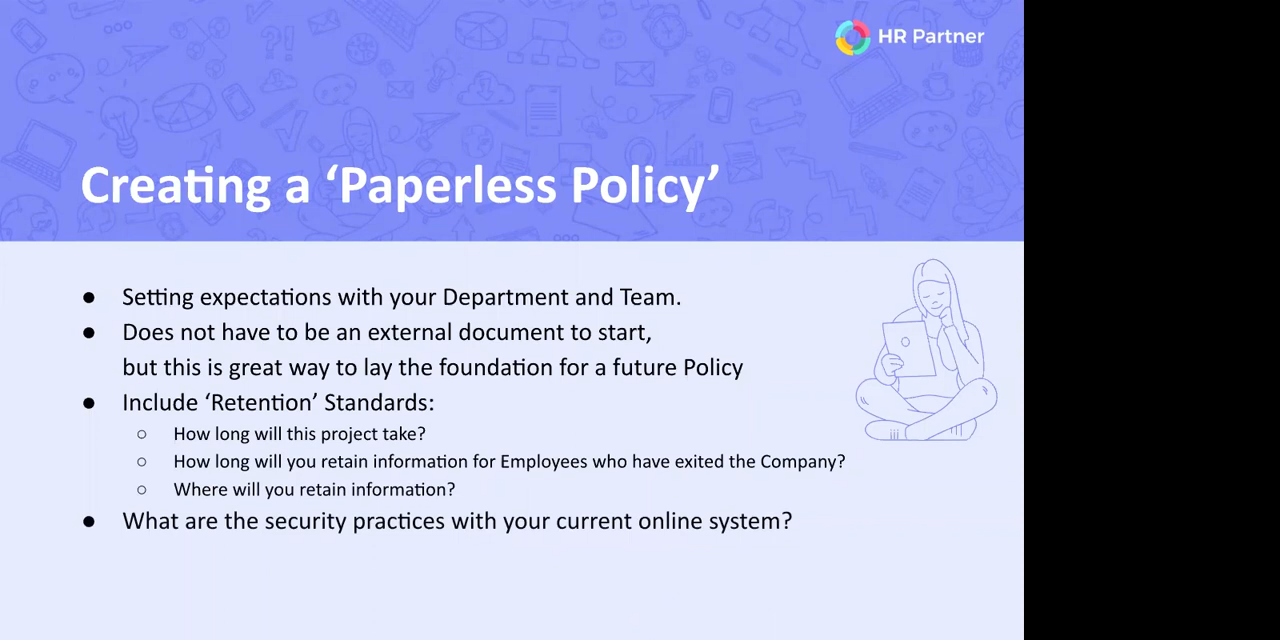 HR Partner
Creating a ‘Paperless Policy’
● Setting expectations with your Department and Team.
● Does not have to be an external document to start,
but this is great way to lay the foundation for a future Policy
● Include ‘Retention’ Standards:
○ How long will this project take?
○ How long will you retain information for Employees who have exited the Company?
○ Where will you retain information?
● What are the security practices with your current online system?